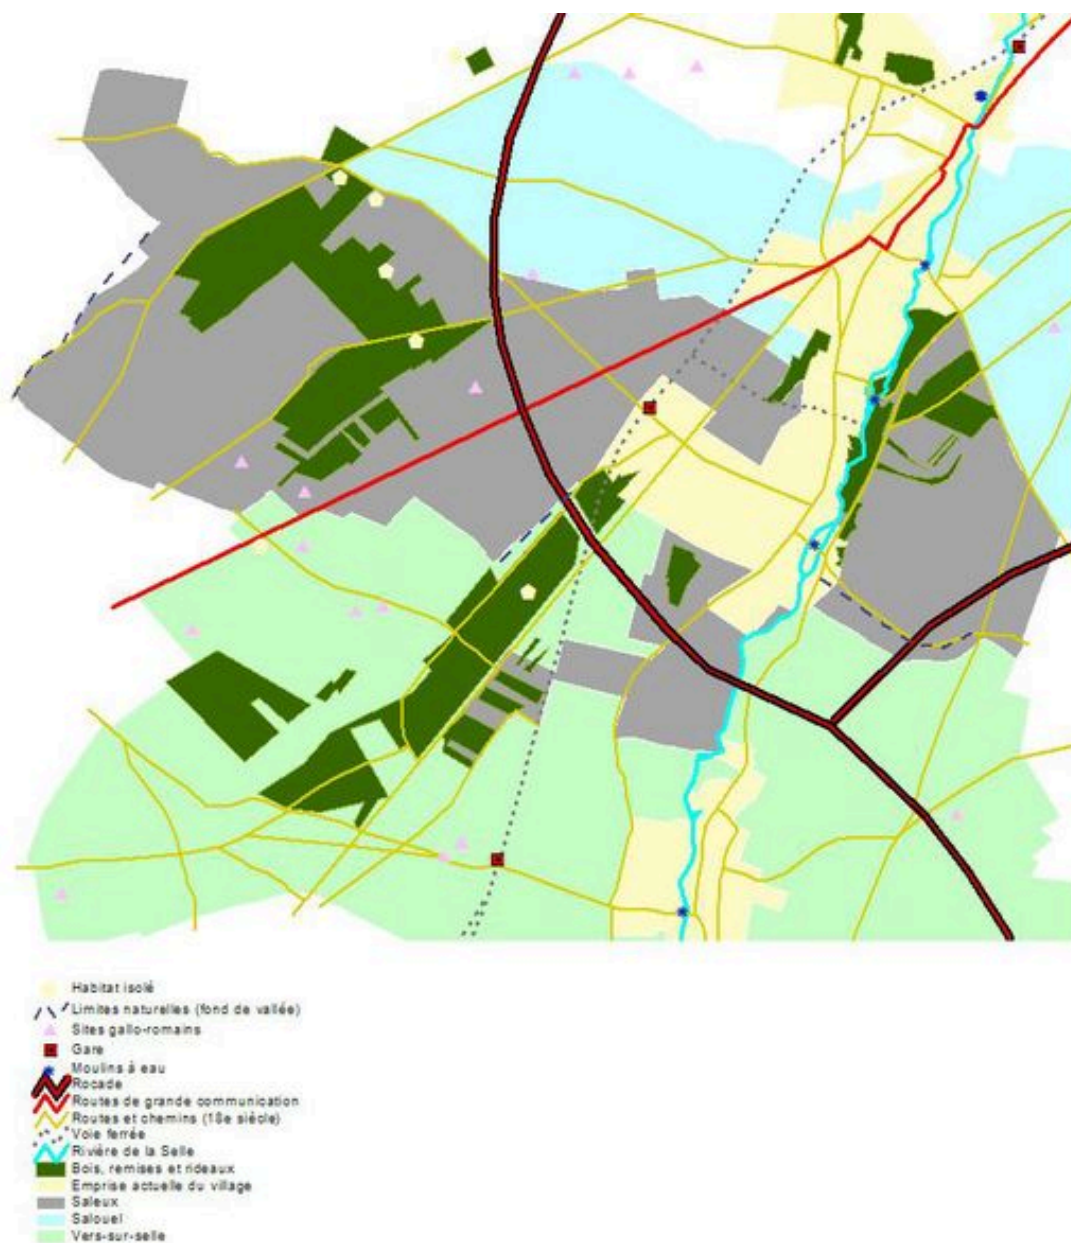 Habitat isolé
Limites naturelles (fond de vallée)
Sites gallo-romains
Gare
Moulins à eau
Rocade
Routes de grande communication
Routes et chemins (18e siècle)
Voie ferrée
Rivière de la Selle
Bois, remises et rideaux
Emprise actuelle du village
Saleux
Salouel
Vers-sur-selle